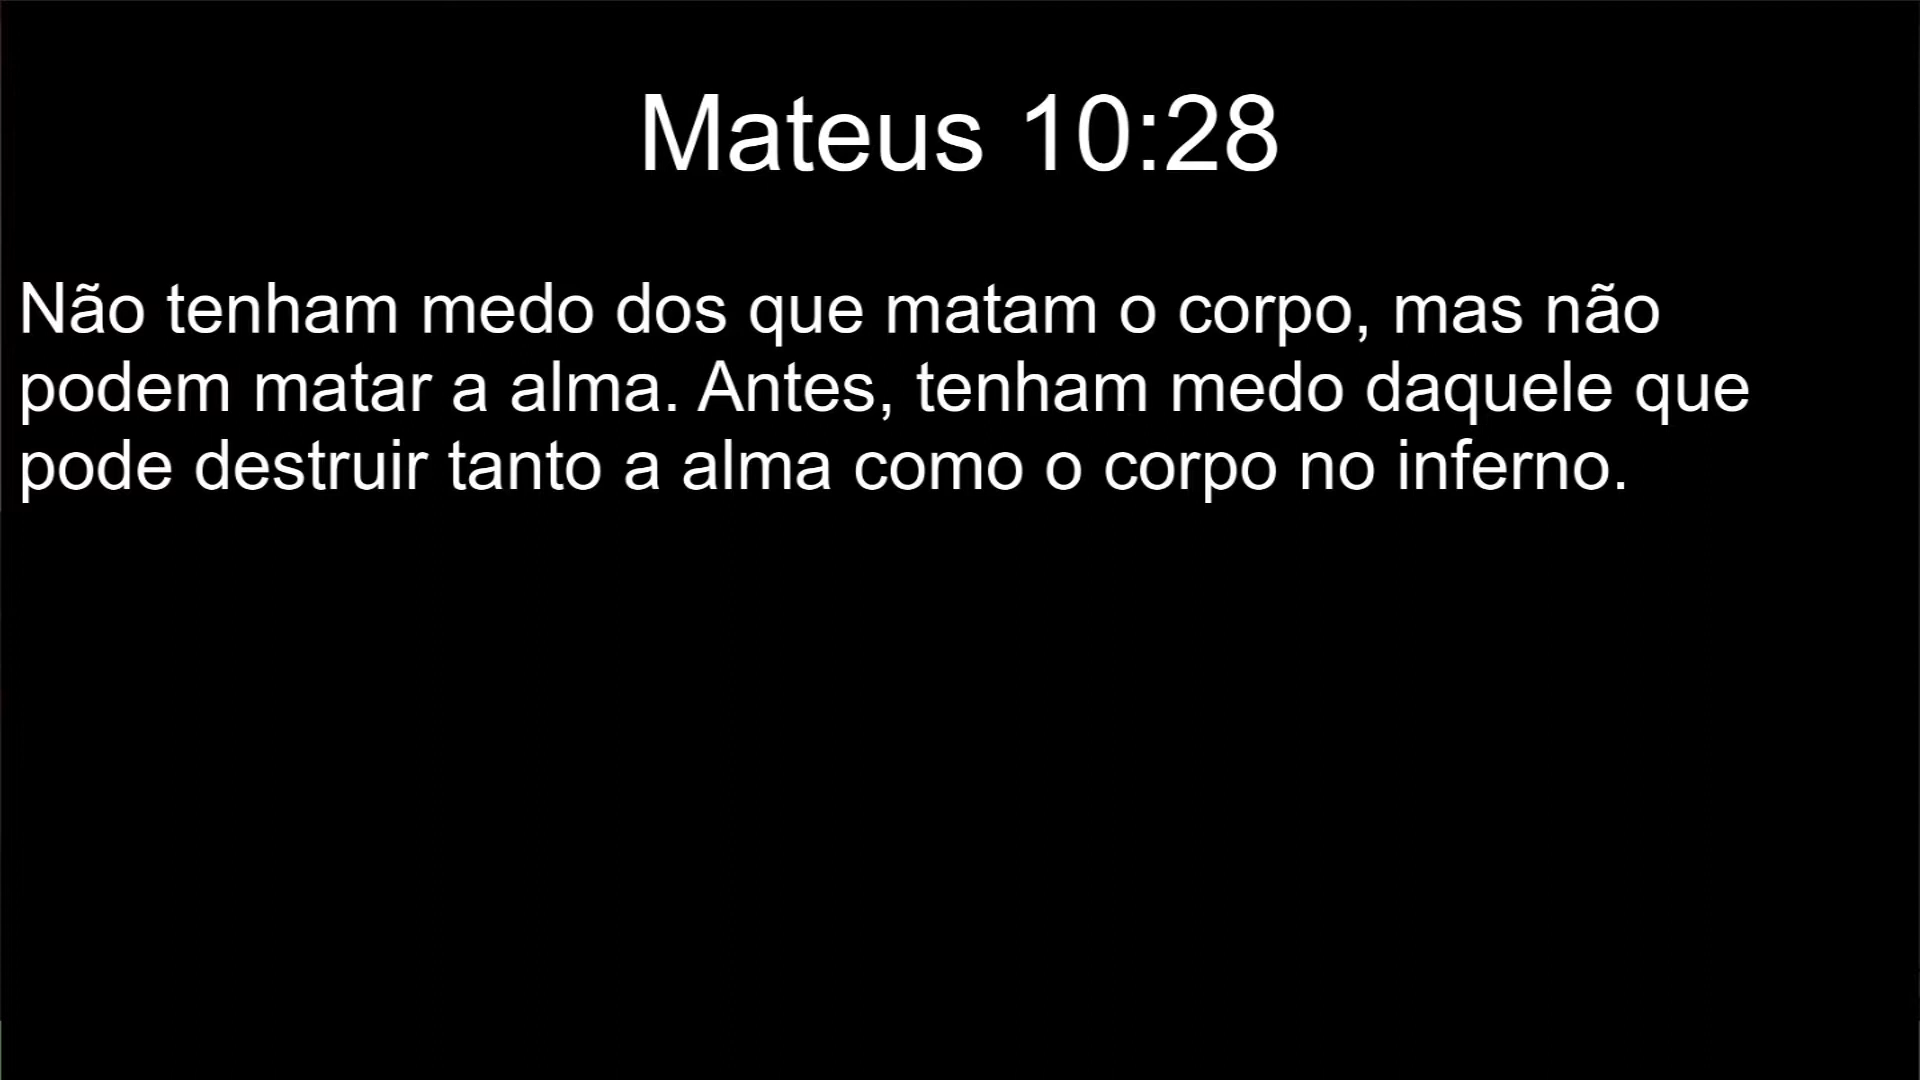 Mateus 10:28
Não tenham medo dos que matam o corpo, mas não
podem matar a alma. Antes, tenham medo daquele que
pode destruir tanto a alma como o corpo no inferno.